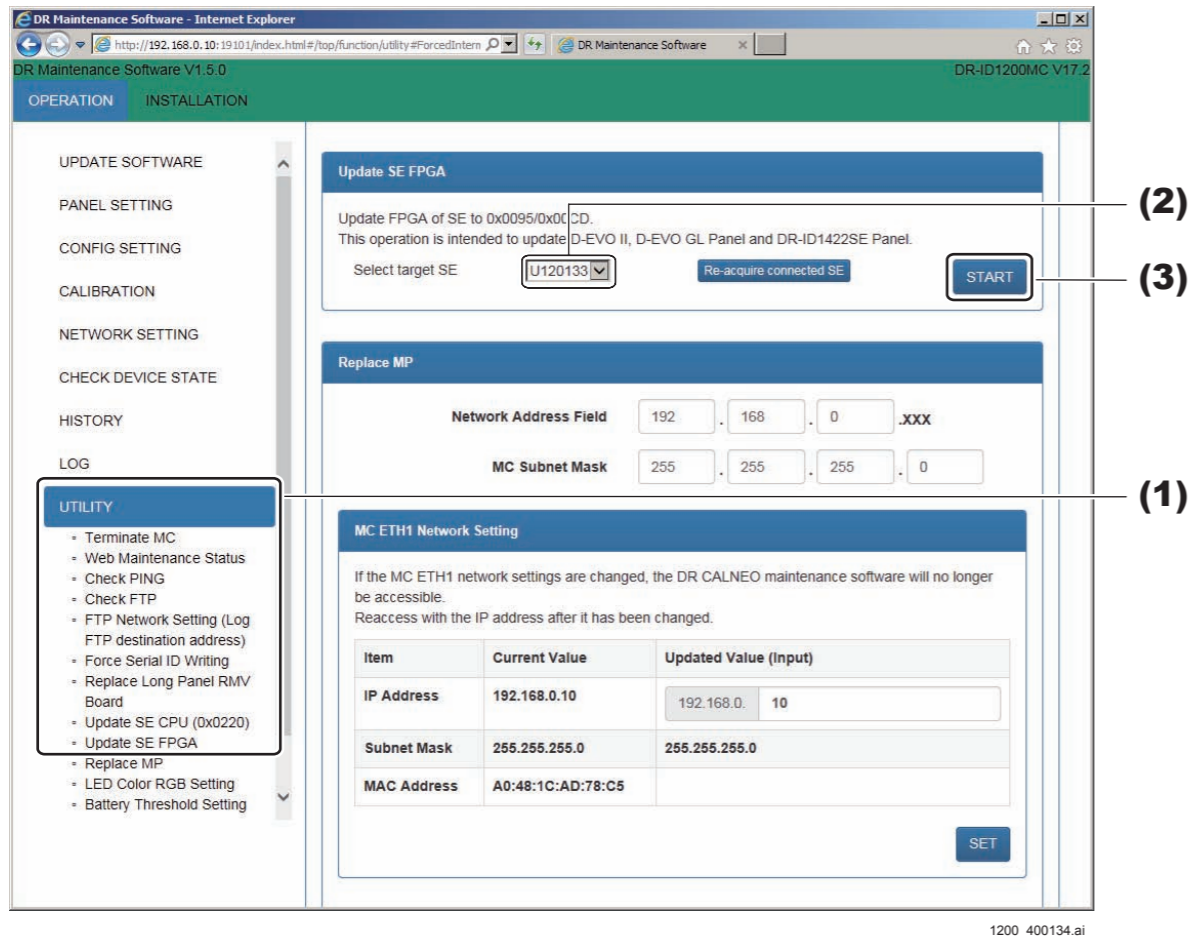 DR Maintenance Software - Internet Explorer
http://192.168.0.10:19101/index.html#/top/function/utility#ForcedIntern
DR Maintenance Software
DR Maintenance Software V1.5.0
DR-ID1200MC V17.2
OPERATION INSTALLATION
UPDATE SOFTWARE
PANEL SETTING
CONFIG SETTING
CALIBRATION
NETWORK SETTING
CHECK DEVICE STATE
HISTORY
LOG
UTILITY
Terminate MC
Web Maintenance Status
Check PING
Check FTP
FTP Network Setting (Log
FTP destination address)
Force Serial ID Writing
Replace Long Panel RMV
Board
Update SE CPU (0x0220)
Update SE FPGA
Replace MP
LED Color RGB Setting
Battery Threshold Setting
Update SE FPGA
Update FPGA of SE to 0x0095/0x00CD.
This operation is intended to update D-EVO II, D-EVO GL Panel and DR-ID1422SE Panel.
Select target SE U120133 Re-acquire connected SE START
Replace MP
Network Address Field 192 . 168 . 0 .XXX
MC Subnet Mask 255 . 255 . 255 . 0
MC ETH1 Network Setting
If the MC ETH1 network settings are changed, the DR CALNEO maintenance software will no longer
be accessible.
Reaccess with the IP address after it has been changed.
Item Current Value Updated Value (Input)
IP Address 192.168.0.10 192.168.0. 10
Subnet Mask 255.255.255.0 255.255.255.0
MAC Address A0:48:1C:AD:78:C5
SET
(2)
(3)
(1)
1200_400134.ai